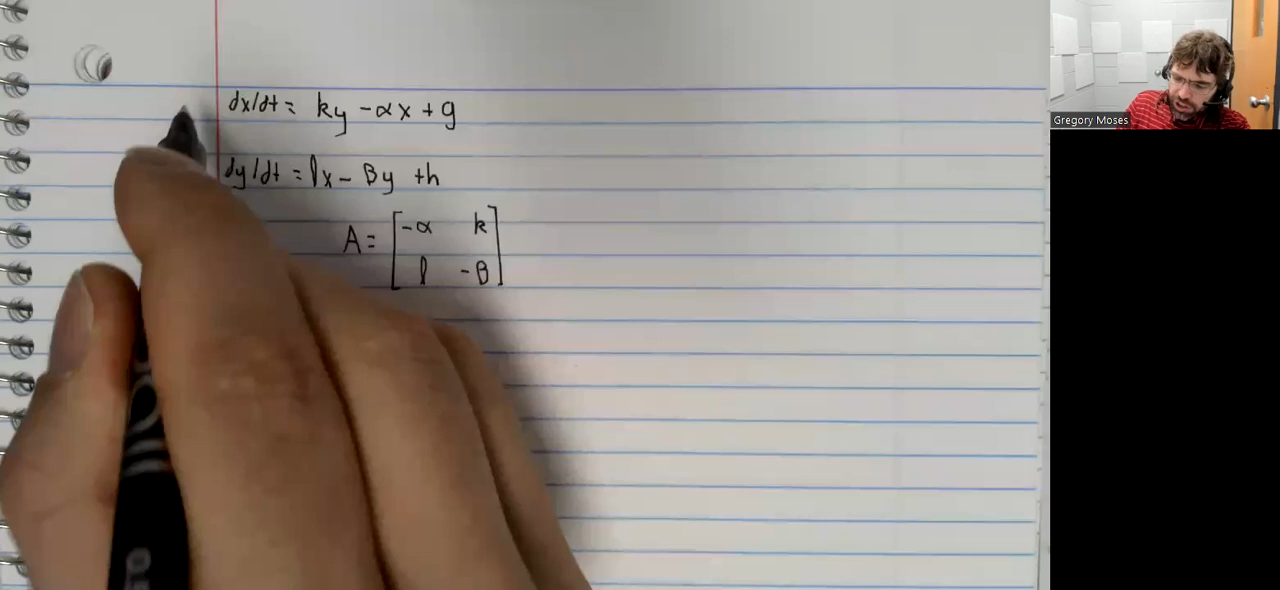 dx/dt = ky - αx + g
dy/dt = lx - βy + h
A = [-α k
l -β]
Gregory Moses